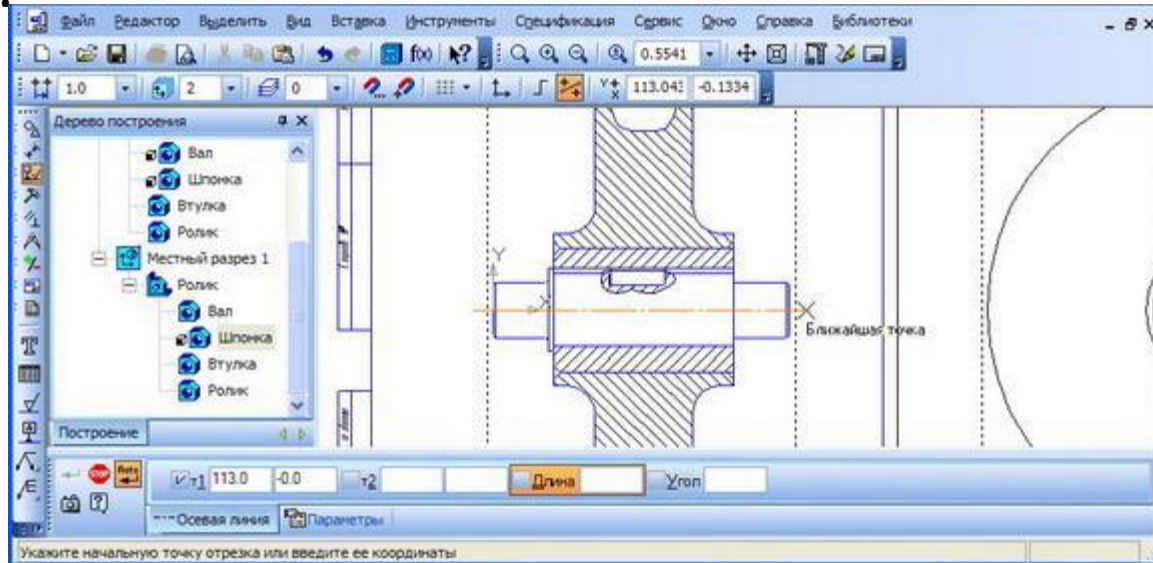 Файл Редактор Выделить Вид Вставка Инструменты Спецификация Сервис Окно Справка Библиотеки
f(x) 0.5541
1.0 2 0 113.043 -0.1334
Дерево построения
Вал
Шпонка
Втулка
Ролик
Местный разрез 1
Ролик
Вал
Шпонка
Втулка
Ролик
Построение
Y
X
Ближайшая точка
Auto т1 113.0 -0.0 т2 Длина Угол
Осевая линия Параметры
Укажите начальную точку отрезка или введите ее координаты